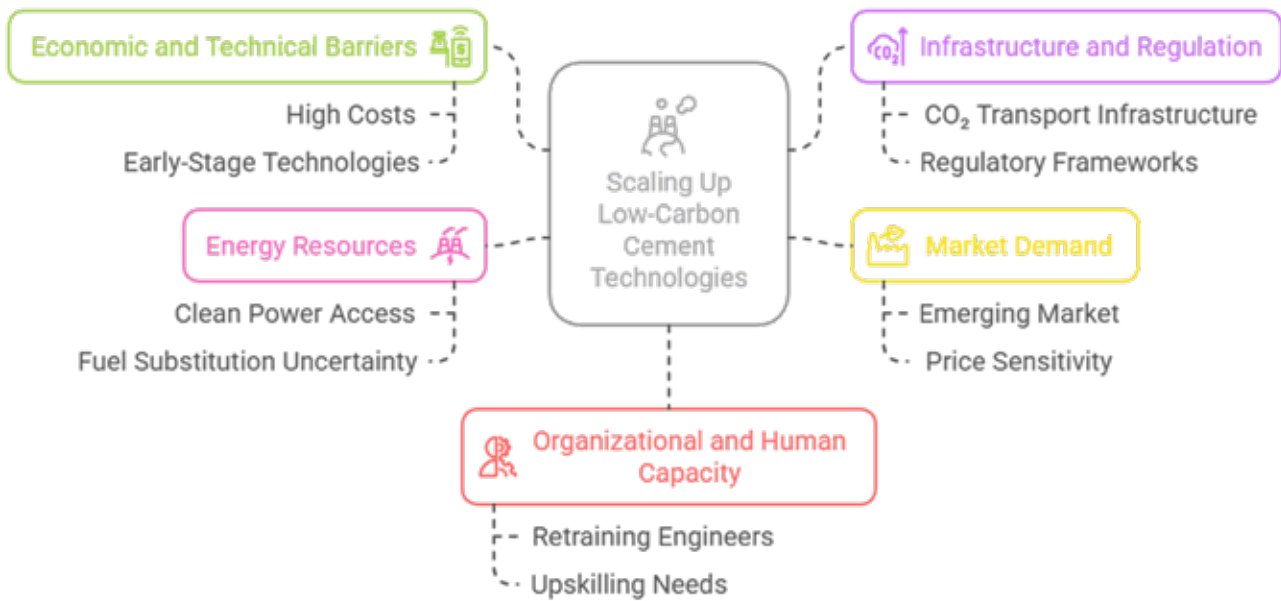 Economic and Technical Barriers
High Costs
Early-Stage Technologies
Energy Resources
Clean Power Access
Fuel Substitution Uncertainty
Scaling Up
Low-Carbon
Cement
Technologies
CO₂
Infrastructure and Regulation
CO₂ Transport Infrastructure
Regulatory Frameworks
Market Demand
Emerging Market
Price Sensitivity
Organizational and Human
Capacity
Retraining Engineers
Upskilling Needs